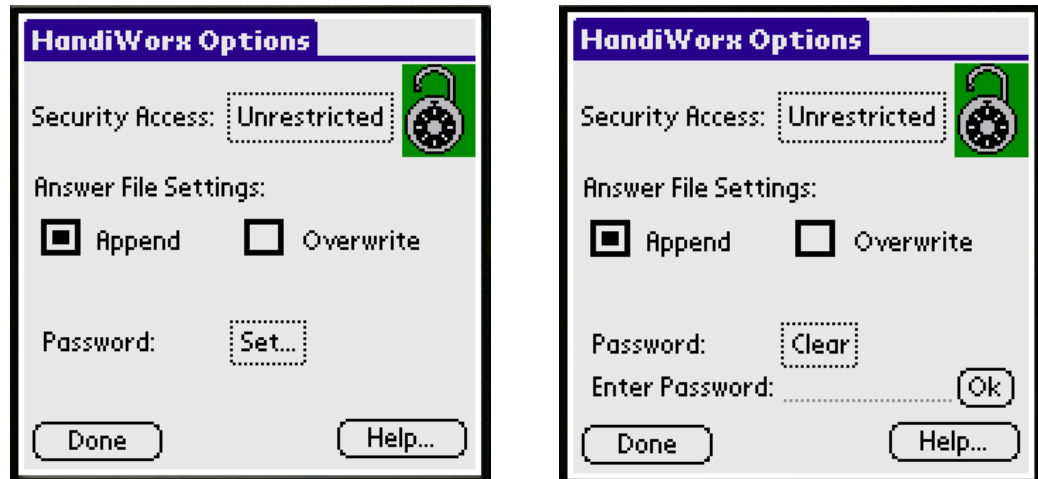 HandiWorx Options
Security Access: Unrestricted
Answer File Settings:
Append Overwrite
Password: Set...
Done Help...
HandiWorx Options
Security Access: Unrestricted
Answer File Settings:
Append Overwrite
Password: Clear
Enter Password: Ok
Done Help...